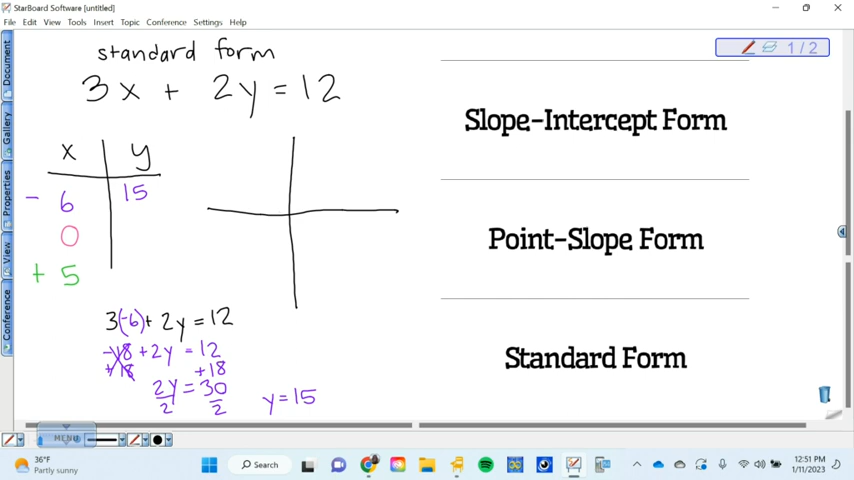 StarBoard Software [untitled]
File Edit View Tools Insert Template Conference Settings Help
Document
Gallery
Properties
View
Conference
1/2
standard form
3x + 2y = 12
x y
- 6 15
0
+ 5
3(-6) + 2y = 12
-18 + 2y = 12
+18 +18
2y = 30
2 2
y = 15
Slope-Intercept Form
Point-Slope Form
Standard Form
MENU
36°F
Partly sunny
Search
12:51 PM
1/11/2023